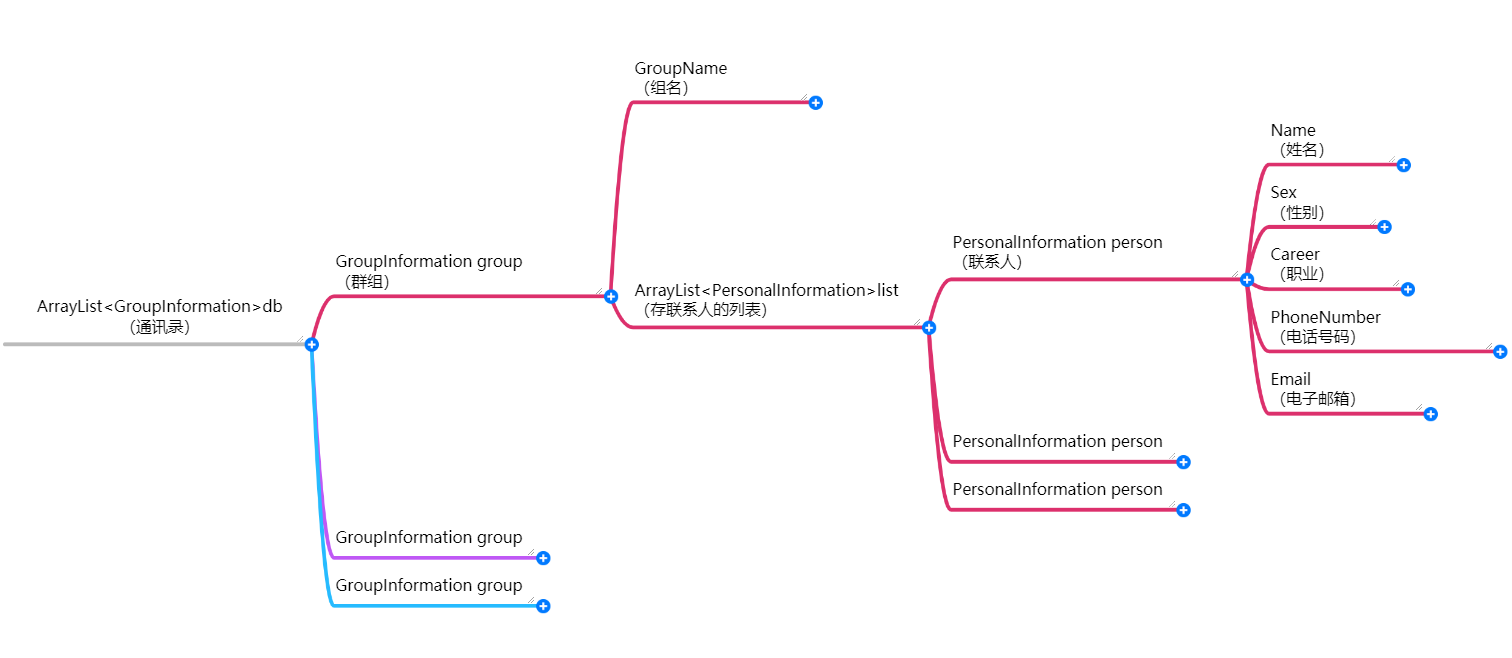 ArrayList<GroupInformation>db
（通讯录）
GroupInformation group
（群组）
GroupName
（组名）
ArrayList<PersonalInformation>list
（存联系人的列表）
PersonalInformation person
（联系人）
Name
（姓名）
Sex
（性别）
Career
（职业）
PhoneNumber
（电话号码）
Email
（电子邮箱）
PersonalInformation person
PersonalInformation person
GroupInformation group
GroupInformation group